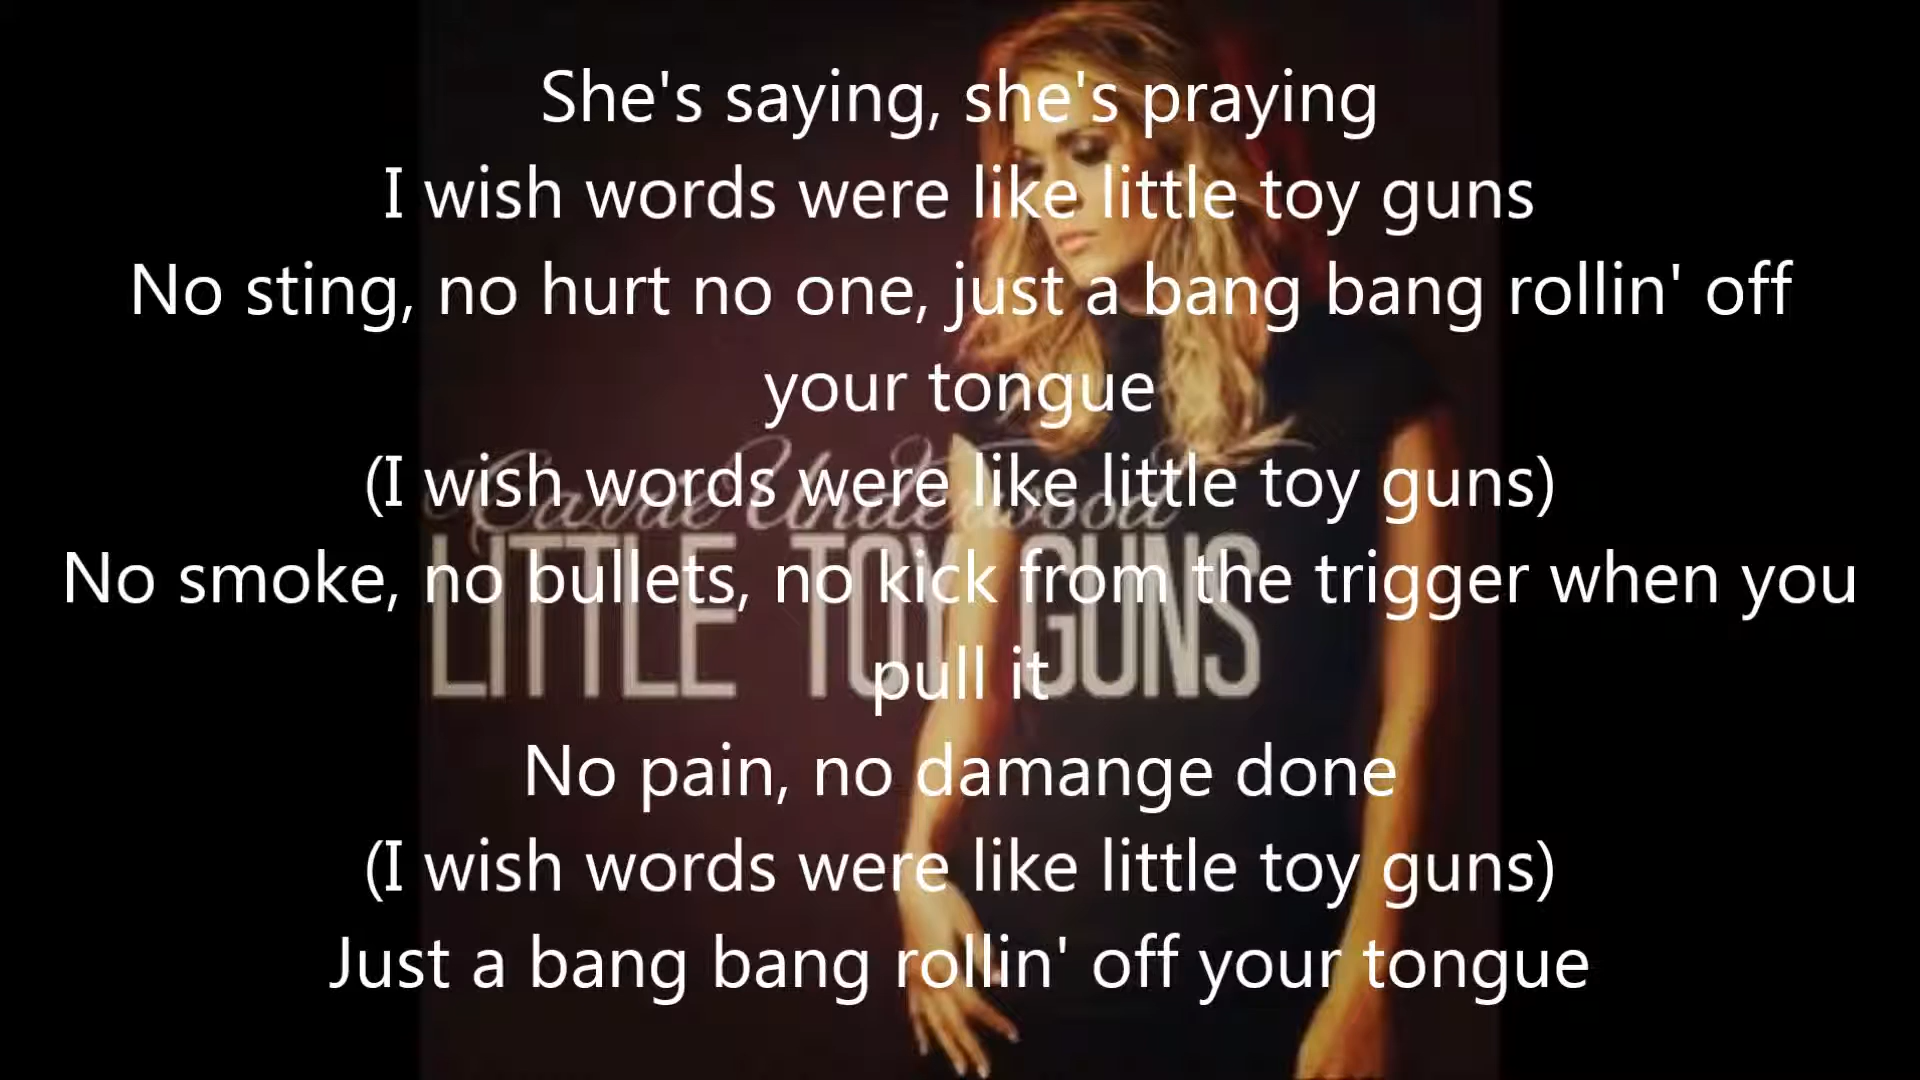 She's saying, she's praying
I wish words were like little toy guns
No sting, no hurt no one, just a bang bang rollin' off
your tongue
(I wish words were like little toy guns)
Carrie Underwood
No smoke, no bullets, no kick from the trigger when you
LITTLE TOY GUNS
pull it
No pain, no damange done
(I wish words were like little toy guns)
Just a bang bang rollin' off your tongue